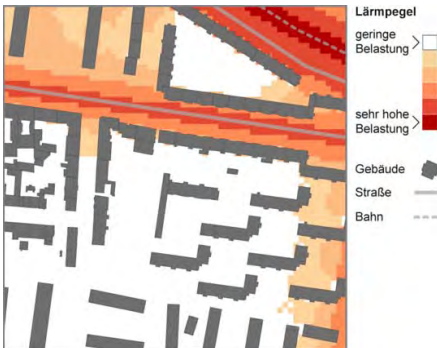 Lärmpegel
geringe
Belastung
sehr hohe
Belastung
Gebäude
Straße
Bahn